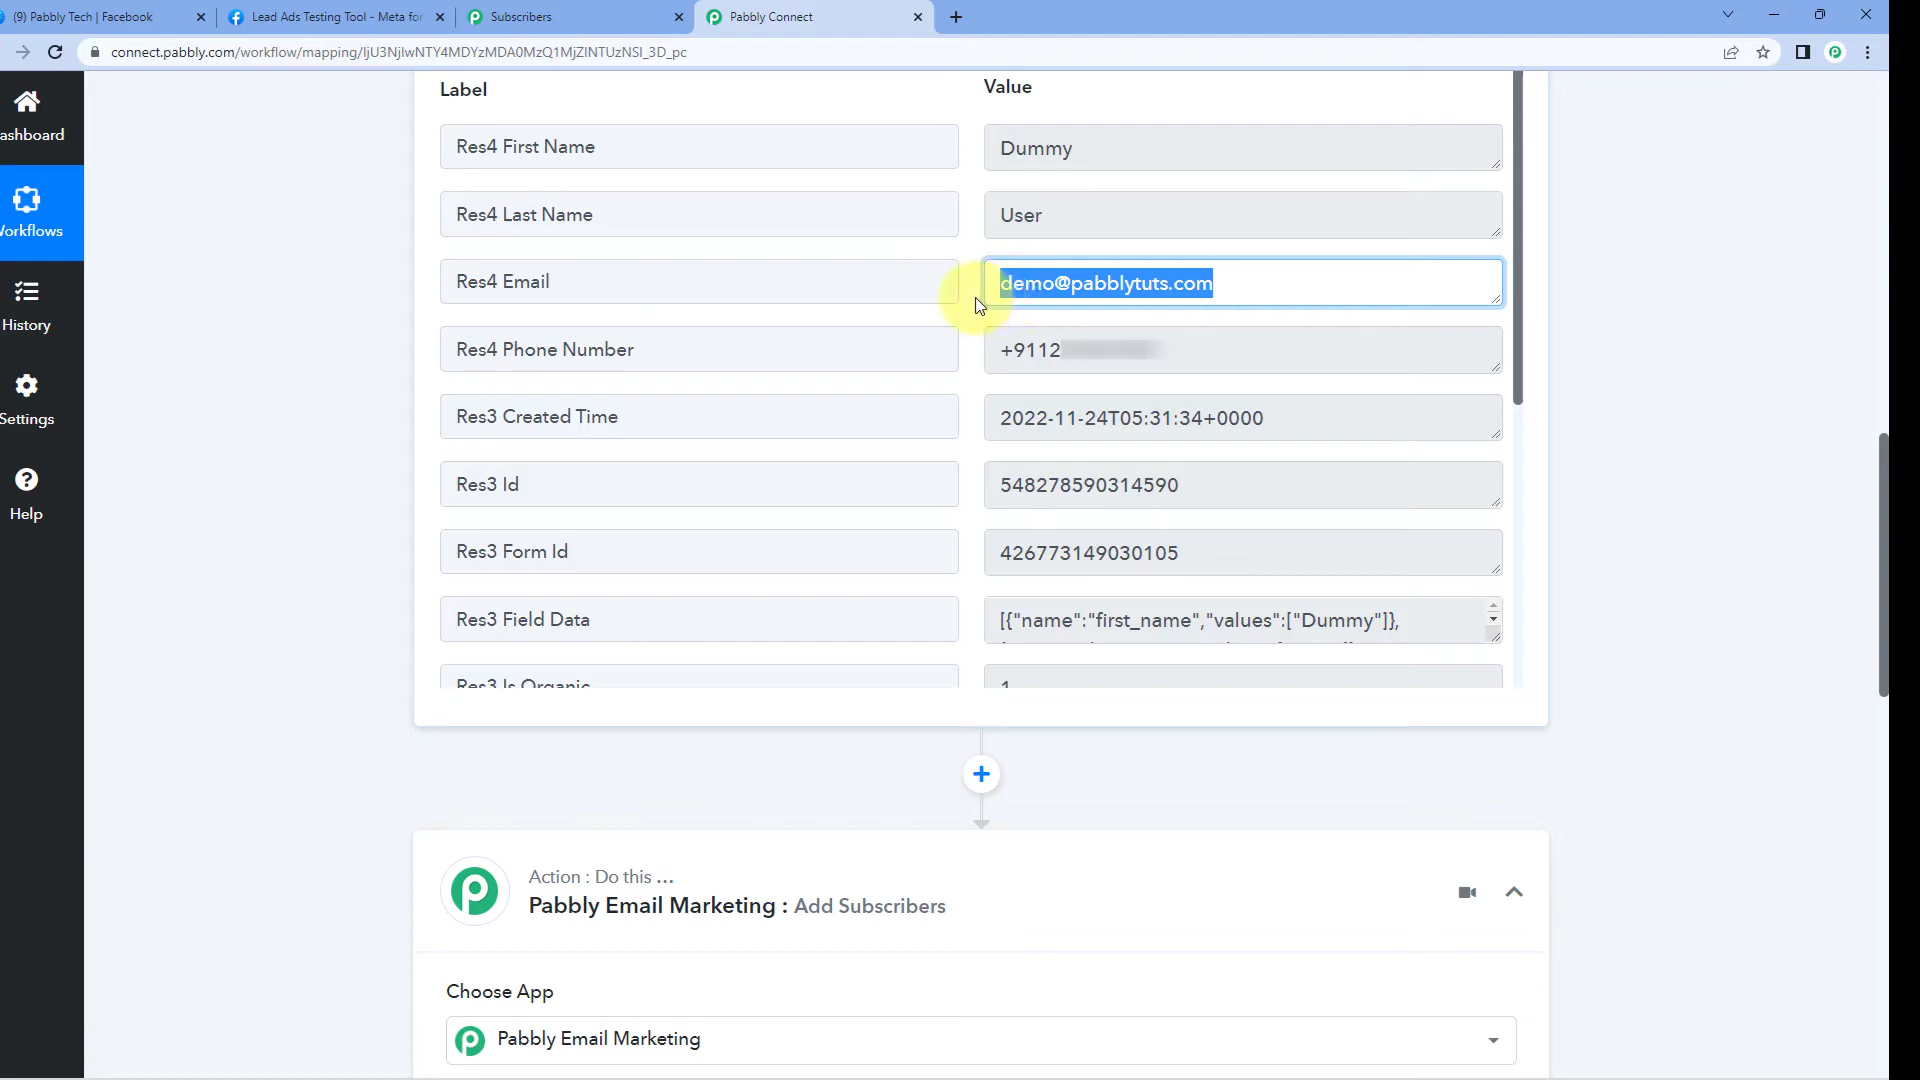 (9) Pabbly Tech | Facebook
Lead Ads Testing Tool - Meta for
Subscribers
Pabbly Connect
connect.pabbly.com/workflow/mapping/IjU3NjIwNTY4MDYzMDA0MzQ1MjZlNTUzNSI_3D_pc
Label
Value
Res4 First Name
Dummy
Res4 Last Name
User
Res4 Email
demo@pabblytuts.com
Res4 Phone Number
+9112
Res3 Created Time
2022-11-24T05:31:34+0000
Res3 Id
548278590314590
Res3 Form Id
426773149030105
Res3 Field Data
[{"name":"first_name","values":["Dummy"]},
Res3 Is Organic
1
ashboard
Workflows
History
Settings
Help
Action : Do this ...
Pabbly Email Marketing : Add Subscribers
Choose App
Pabbly Email Marketing